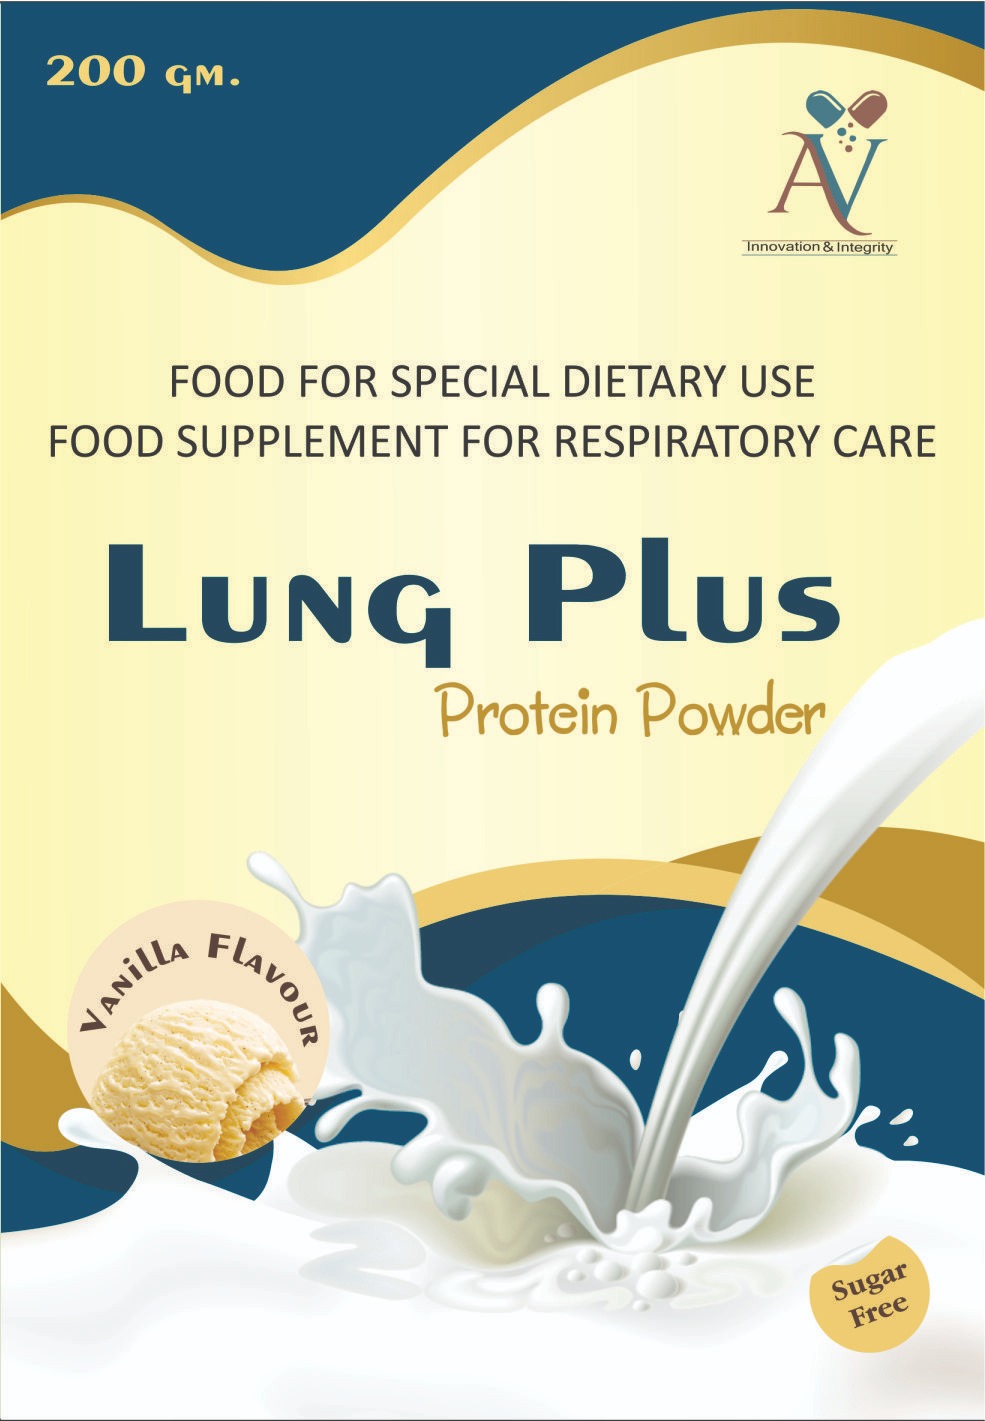 200 GM.
AV
Innovation & Integrity
FOOD FOR SPECIAL DIETARY USE
FOOD SUPPLEMENT FOR RESPIRATORY CARE
Lung Plus
Protein Powder
Vanilla Flavour
Sugar
Free